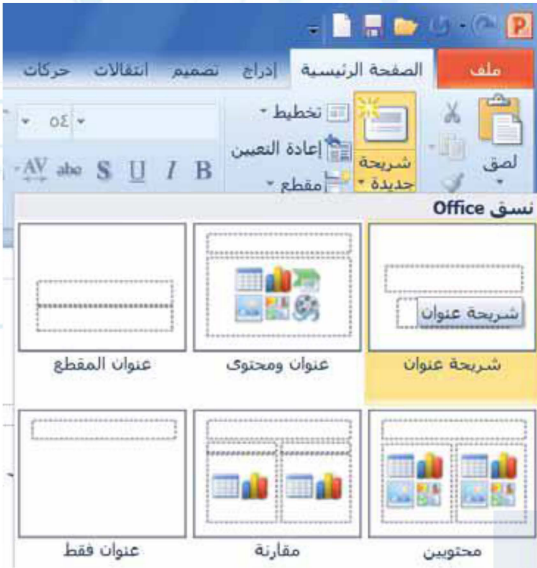 ملف الصفحة الرئيسية إدراج تصميم انتقالات حركات
لصق
شريحة جديدة
تخطيط
إعادة التعيين
مقطع
٥٤
B I U S abc AV
نسق Office
شريحة عنوان
شريحة عنوان عنوان ومحتوى عنوان المقطع
محتويين مقارنة عنوان فقط